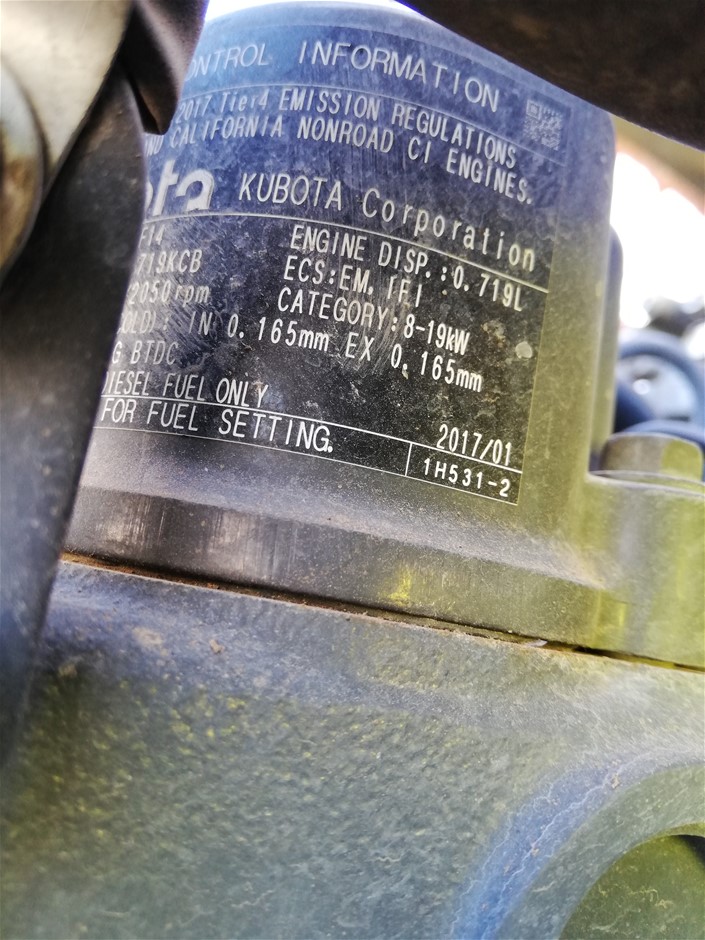 CONTROL INFORMATION
2017 Tier4 EMISSION REGULATIONS
AND CALIFORNIA NONROAD CI ENGINES.
KUBOTA Corporation
ENGINE DISP.:0.719L
719KCB ECS:EM, IFI
2050rpm CATEGORY:8-19kW
COLD): IN 0.165mm EX 0.165mm
BTDC
DIESEL FUEL ONLY
FOR FUEL SETTING. 2017/01
1H531-2